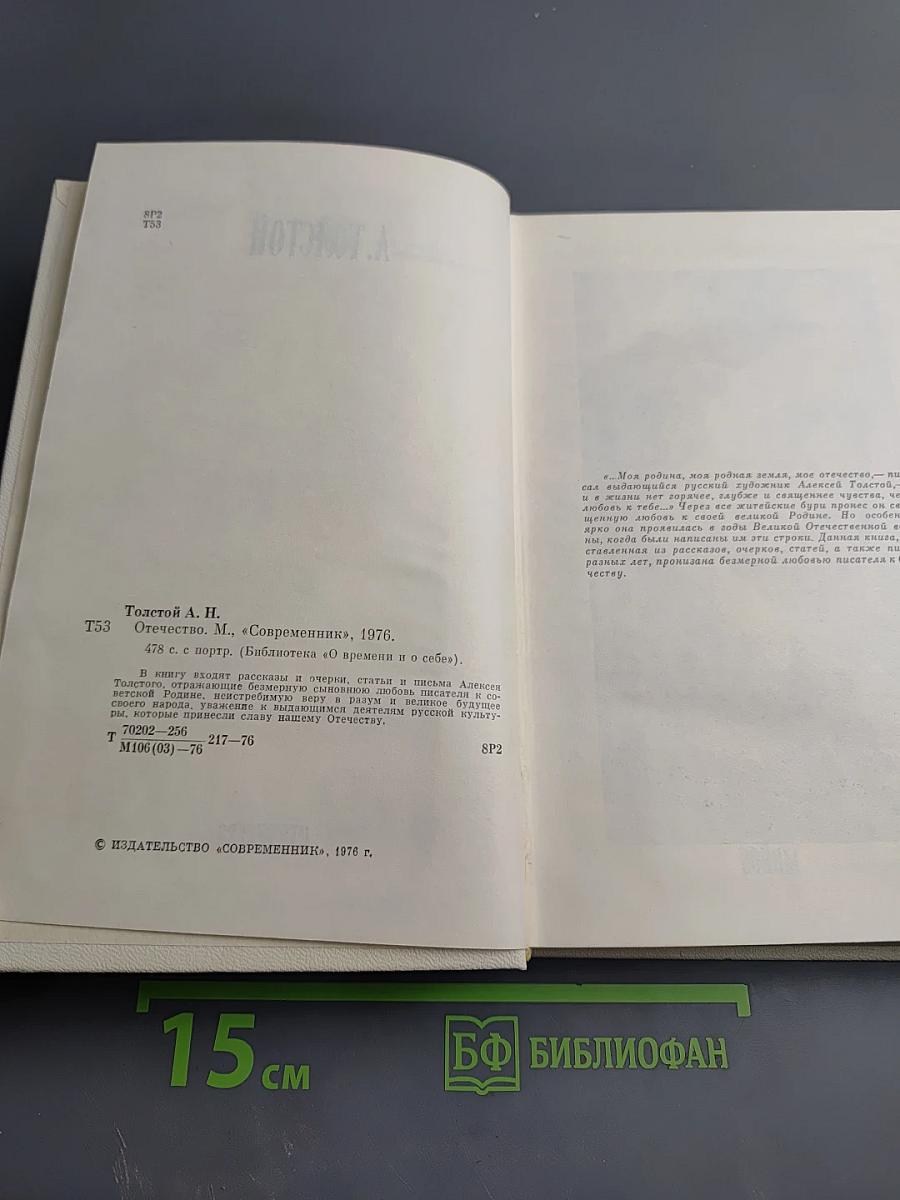 8Р2
Т53
Толстой А. Н.
Т53 Отечество. М., «Современник», 1976.
478 с. с портр. (Библиотека «О времени и о себе»).
В книгу входят рассказы и очерки, статьи и письма Алексея
Толстого, отражающие безмерную сыновнюю любовь писателя к со-
ветской Родине, неистребимую веру в разум и великое будущее
своего народа, уважение к выдающимся деятелям русской культу-
ры, которые принесли славу нашему Отечеству.
Т 70202—256 217—76
М106(03)—76
8Р2
© ИЗДАТЕЛЬСТВО «СОВРЕМЕННИК», 1976 г.
«...Моя родина, моя родная земля, мое отечество,— пи
сал выдающийся русский художник Алексей Толстой,—
и в жизни нет горячее, глубже и священнее чувства, че
любовь к тебе...» Через все житейские бури пронес он св
щенную любовь к своей великой Родине. Но особен
ярко она проявилась в годы Великой Отечественной в
ны, когда были написаны им эти строки. Данная книга,
ставленная из рассказов, очерков, статей, а также пи
разных лет, пронизана безмерной любовью писателя к
честву.
15 см
БФ БИБЛИОФАН